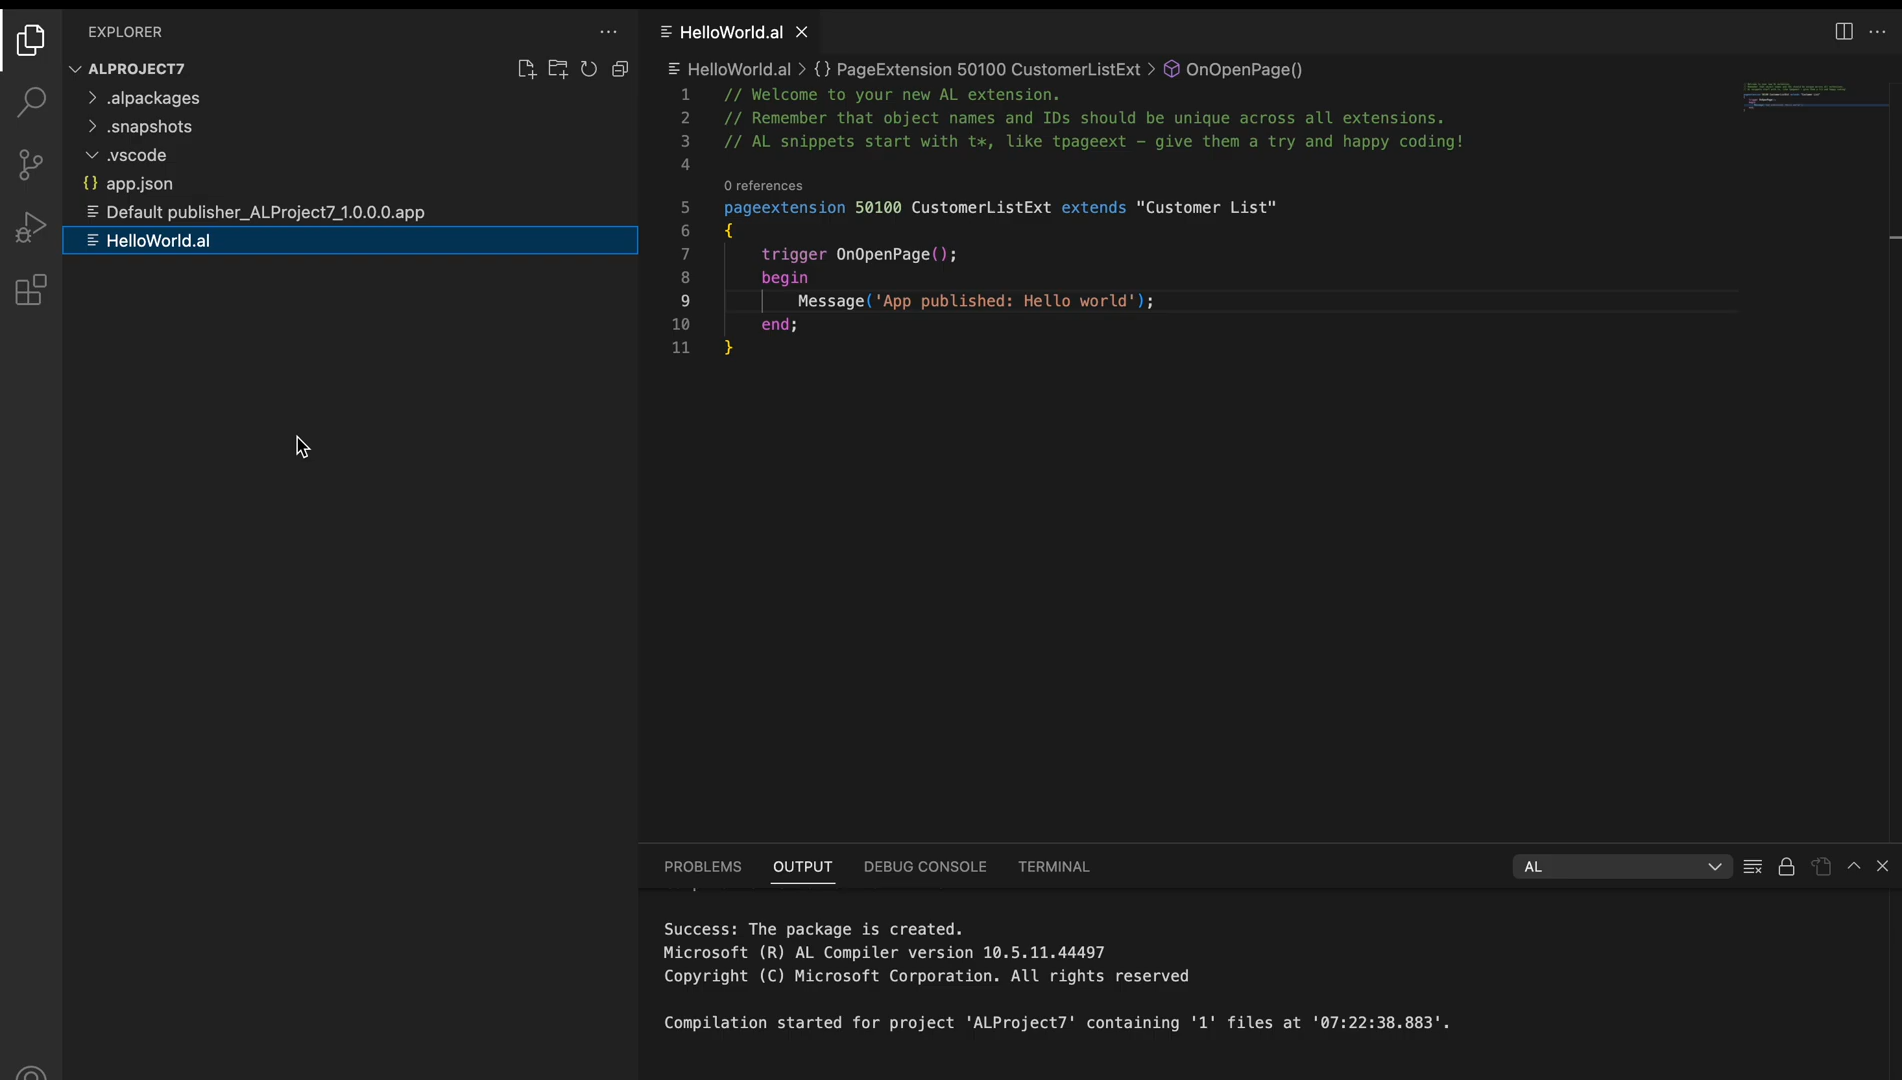 EXPLORER
ALPROJECT7
.alpackages
.snapshots
.vscode
app.json
Default publisher_ALProject7_1.0.0.0.app
HelloWorld.al
HelloWorld.al
HelloWorld.al > {} PageExtension 50100 CustomerListExt > OnOpenPage()
1 // Welcome to your new AL extension.
2 // Remember that object names and IDs should be unique across all extensions.
3 // AL snippets start with t*, like tpageext - give them a try and happy coding!
4
0 references
5 pageextension 50100 CustomerListExt extends "Customer List"
6 {
7 trigger OnOpenPage();
8 begin
9 Message('App published: Hello world');
10 end;
11 }
PROBLEMS OUTPUT DEBUG CONSOLE TERMINAL AL
Success: The package is created.
Microsoft (R) AL Compiler version 10.5.11.44497
Copyright (C) Microsoft Corporation. All rights reserved
Compilation started for project 'ALProject7' containing '1' files at '07:22:38.883'.